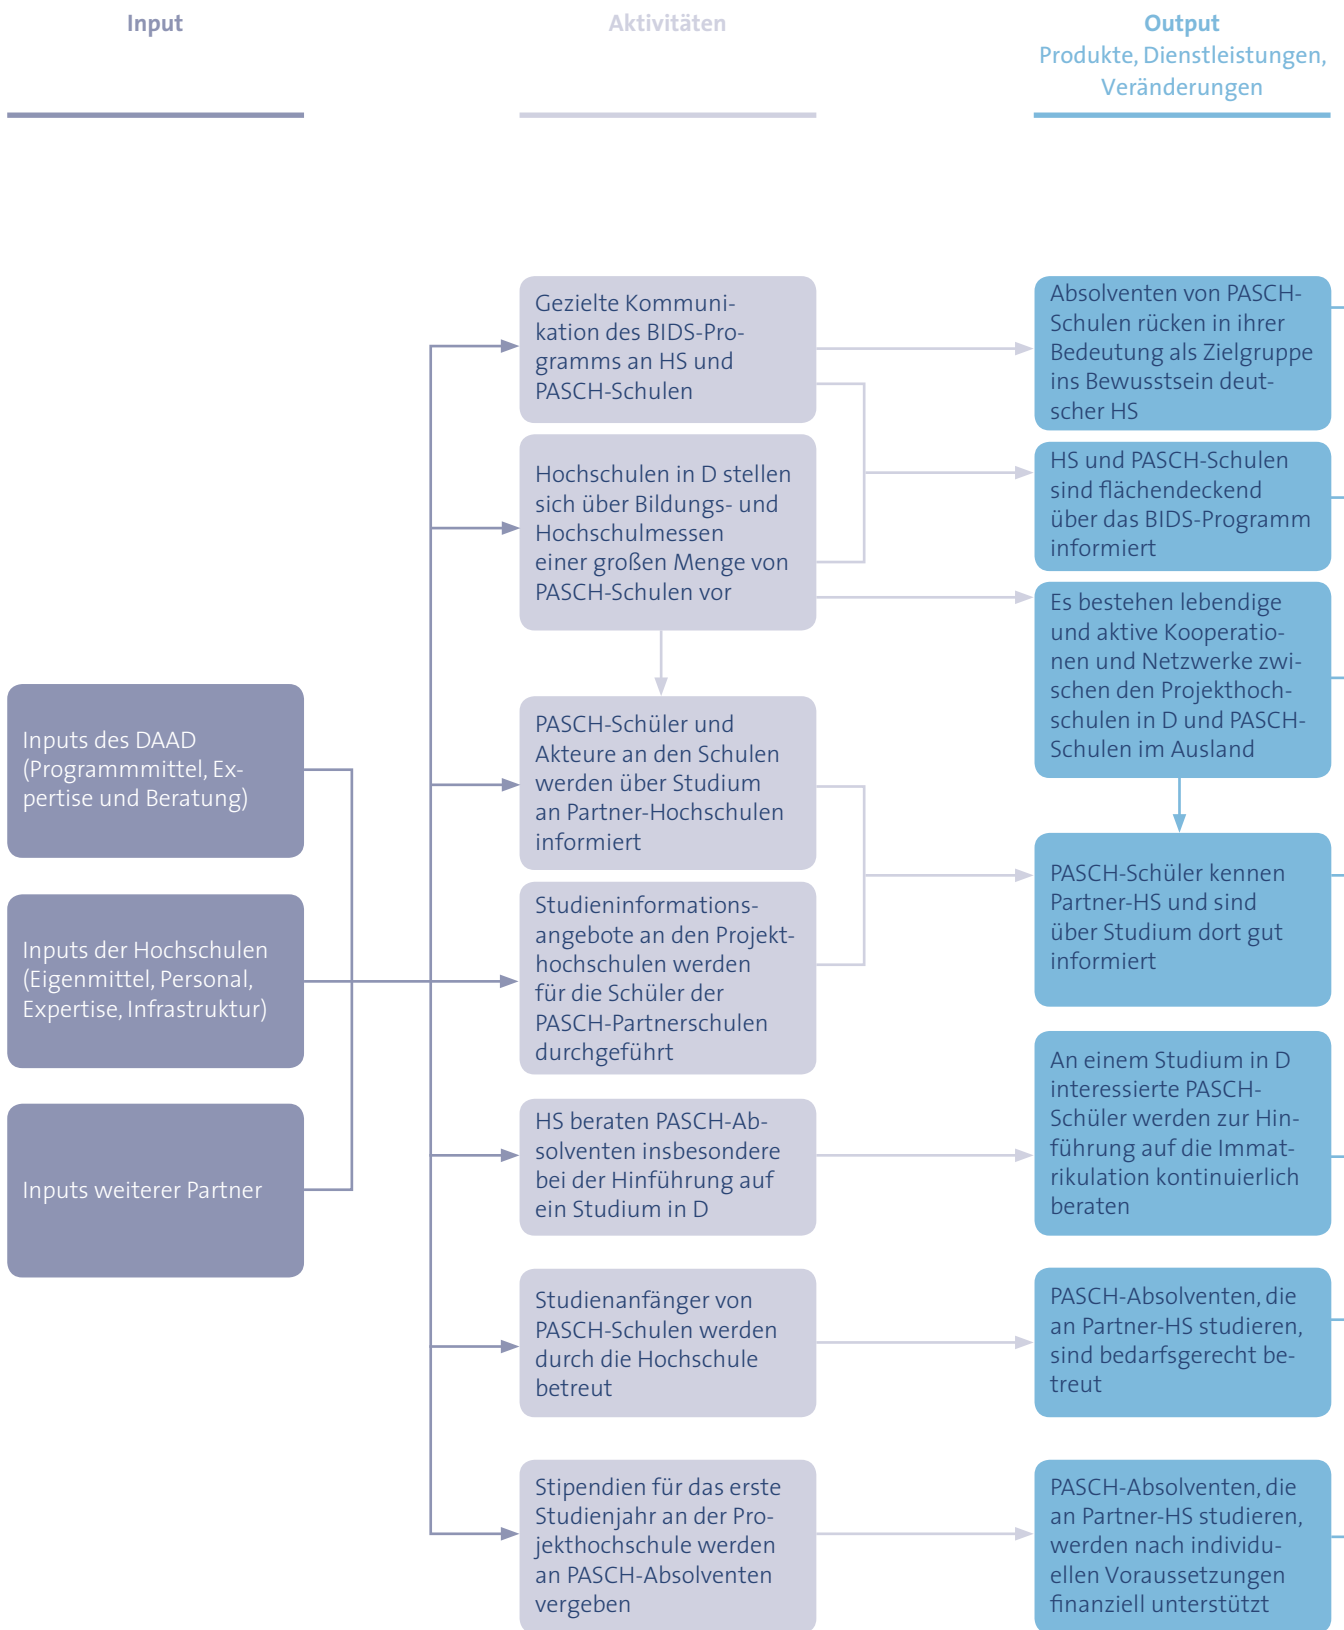 Input
Aktivitäten
Output
Produkte, Dienstleistungen,
Veränderungen
Inputs des DAAD
(Programmmittel, Ex-
pertise und Beratung)
Inputs der Hochschulen
(Eigenmittel, Personal,
Expertise, Infrastruktur)
Inputs weiterer Partner
Gezielte Kommuni-
kation des BIDS-Pro-
gramms an HS und
PASCH-Schulen
Hochschulen in D stellen
sich über Bildungs- und
Hochschulmessen
einer großen Menge von
PASCH-Schulen vor
PASCH-Schüler und
Akteure an den Schulen
werden über Studium
an Partner-Hochschulen
informiert
Studieninformations-
angebote an den Projekt-
hochschulen werden
für die Schüler der
PASCH-Partnerschulen
durchgeführt
HS beraten PASCH-Ab-
solventen insbesondere
bei der Hinführung auf
ein Studium in D
Studienanfänger von
PASCH-Schulen werden
durch die Hochschule
betreut
Stipendien für das erste
Studienjahr an der Pro-
jekthochschule werden
an PASCH-Absolventen
vergeben
Absolventen von PASCH-
Schulen rücken in ihrer
Bedeutung als Zielgruppe
ins Bewusstsein deut-
scher HS
HS und PASCH-Schulen
sind flächendeckend
über das BIDS-Programm
informiert
Es bestehen lebendige
und aktive Kooperatio-
nen und Netzwerke zwi-
schen den Projekthoch-
schulen in D und PASCH-
Schulen im Ausland
PASCH-Schüler kennen
Partner-HS und sind
über Studium dort gut
informiert
An einem Studium in D
interessierte PASCH-
Schüler werden zur Hin-
führung auf die Immat-
rikulation kontinuierlich
beraten
PASCH-Absolventen, die
an Partner-HS studieren,
sind bedarfsgerecht be-
treut
PASCH-Absolventen, die
an Partner-HS studieren,
werden nach individu-
ellen Voraussetzungen
finanziell unterstützt